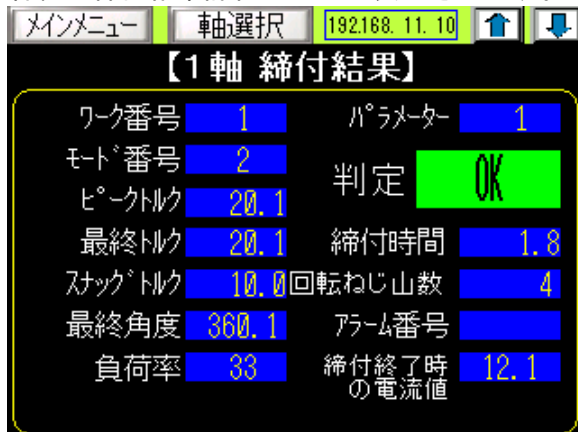 メインメニュー 軸選択 192.168. 11. 10
【1軸 締付結果】
ワーク番号 1 パラメーター 1
モード番号 2 判定 OK
ピークトルク 20.1
最終トルク 20.1 締付時間 1.8
スナッグトルク 10.0 回転ねじ山数 4
最終角度 360.1 アラーム番号
負荷率 33 締付終了時
の電流値 12.1